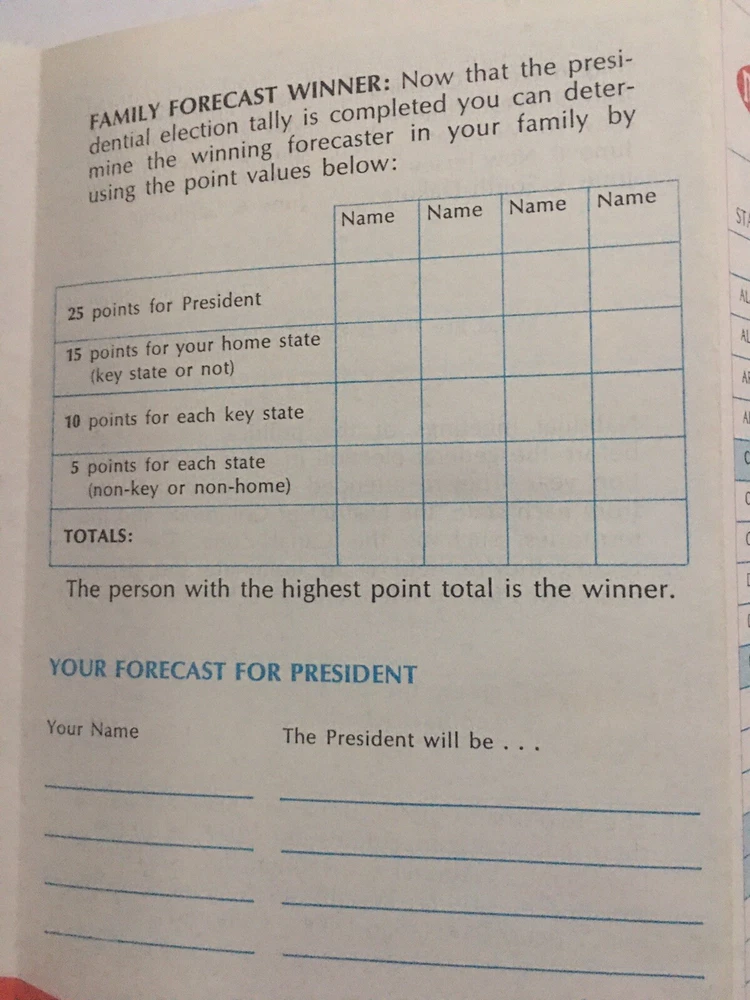 FAMILY FORECAST WINNER: Now that the presi-
dential election tally is completed you can deter-
mine the winning forecaster in your family by
using the point values below:
Name Name Name Name
25 points for President
15 points for your home state
(key state or not)
10 points for each key state
5 points for each state
(non-key or non-home)
TOTALS:
The person with the highest point total is the winner.
YOUR FORECAST FOR PRESIDENT
Your Name The President will be . . .